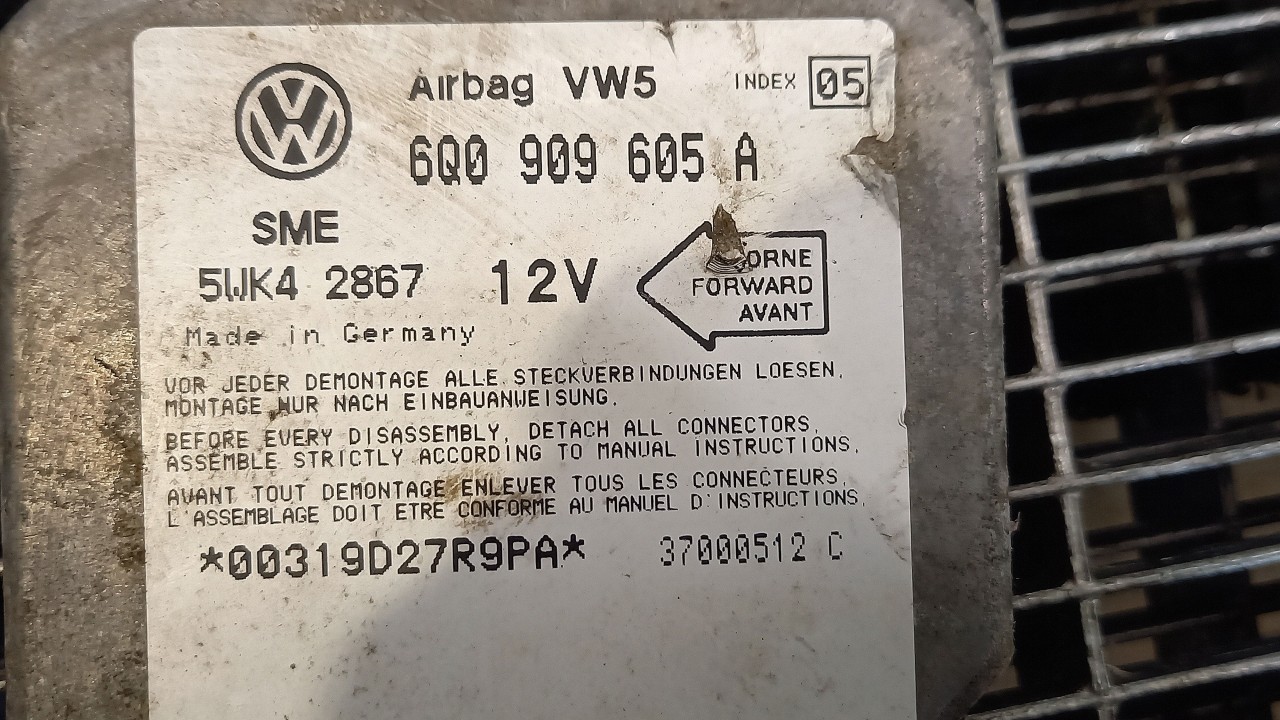 Airbag VW5 INDEX 05
6Q0 909 605 A
SME
5WK4 2867 12V
ORNE
FORWARD
AVANT
Made in Germany
VOR JEDER DEMONTAGE ALLE STECKVERBINDUNGEN LOESEN.
MONTAGE NUR NACH EINBAUANWEISUNG.
BEFORE EVERY DISASSEMBLY, DETACH ALL CONNECTORS.
ASSEMBLE STRICTLY ACCORDING TO MANUAL INSTRUCTIONS.
AVANT TOUT DEMONTAGE ENLEVER TOUS LES CONNECTEURS.
L'ASSEMBLAGE DOIT ETRE CONFORME AU MANUEL D'INSTRUCTIONS.
*00319D27R9PA* 37000512 C